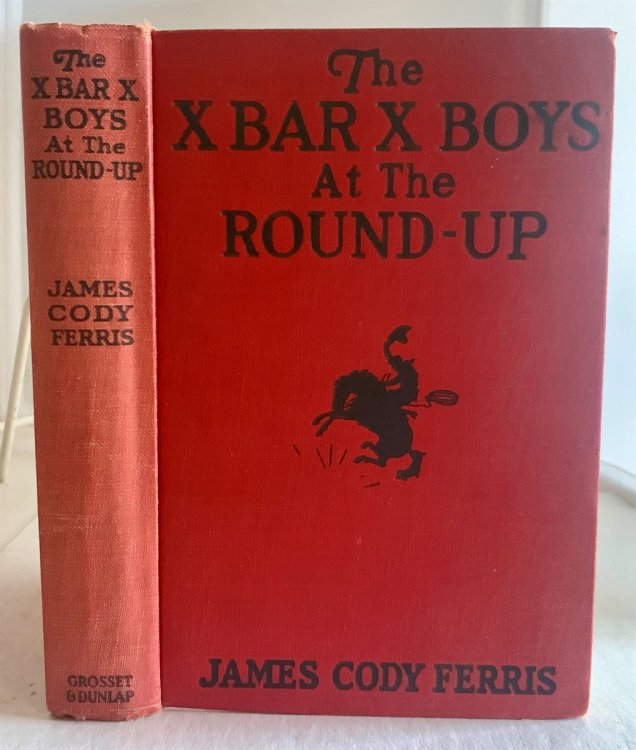 The
X BAR X
BOYS
At The
ROUND-UP
JAMES
CODY
FERRIS
GROSSET
& DUNLAP
The
X BAR X BOYS
At The
ROUND-UP
JAMES CODY FERRIS